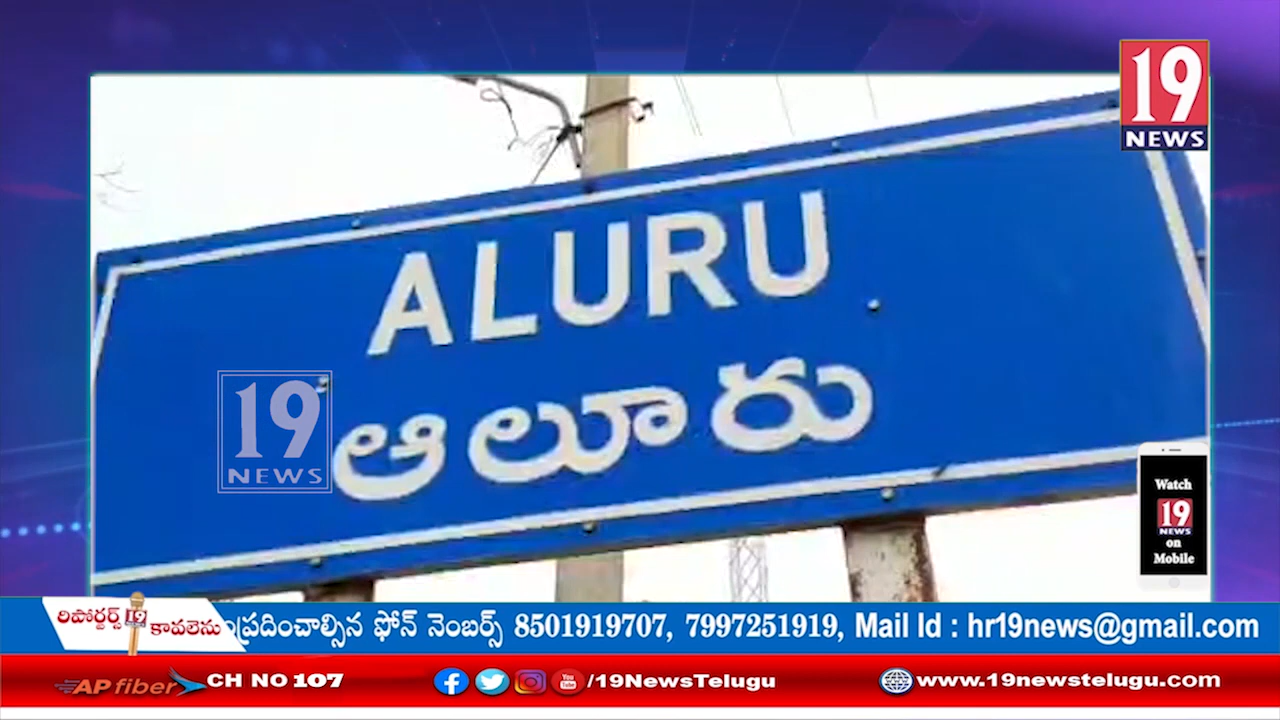 19
NEWS
ALURU
ఆలూరు
19
NEWS
Watch
19
NEWS
on
Mobile
రిపోర్టర్స్ 19 కావలెను
ప్రదించాల్సిన ఫోన్ నెంబర్స్ 8501919707, 7997251919, Mail Id : hr19news@gmail.com
AP fiber CH NO 107 /19NewsTelugu www.19newstelugu.com